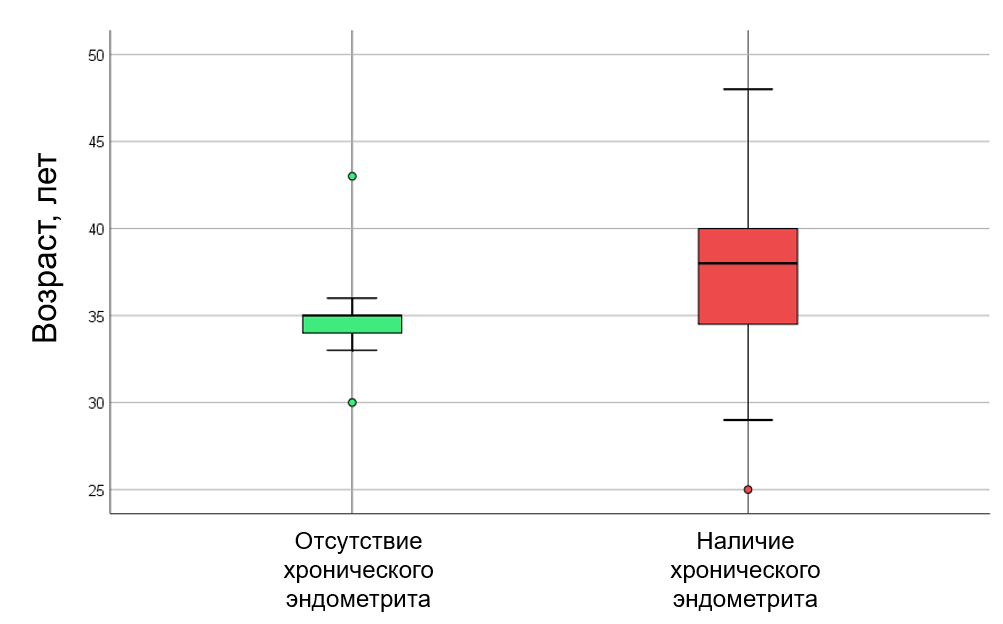 Возраст, лет
50
45
40
35
30
25
Отсутствие
хронического
эндометрита
Наличие
хронического
эндометрита